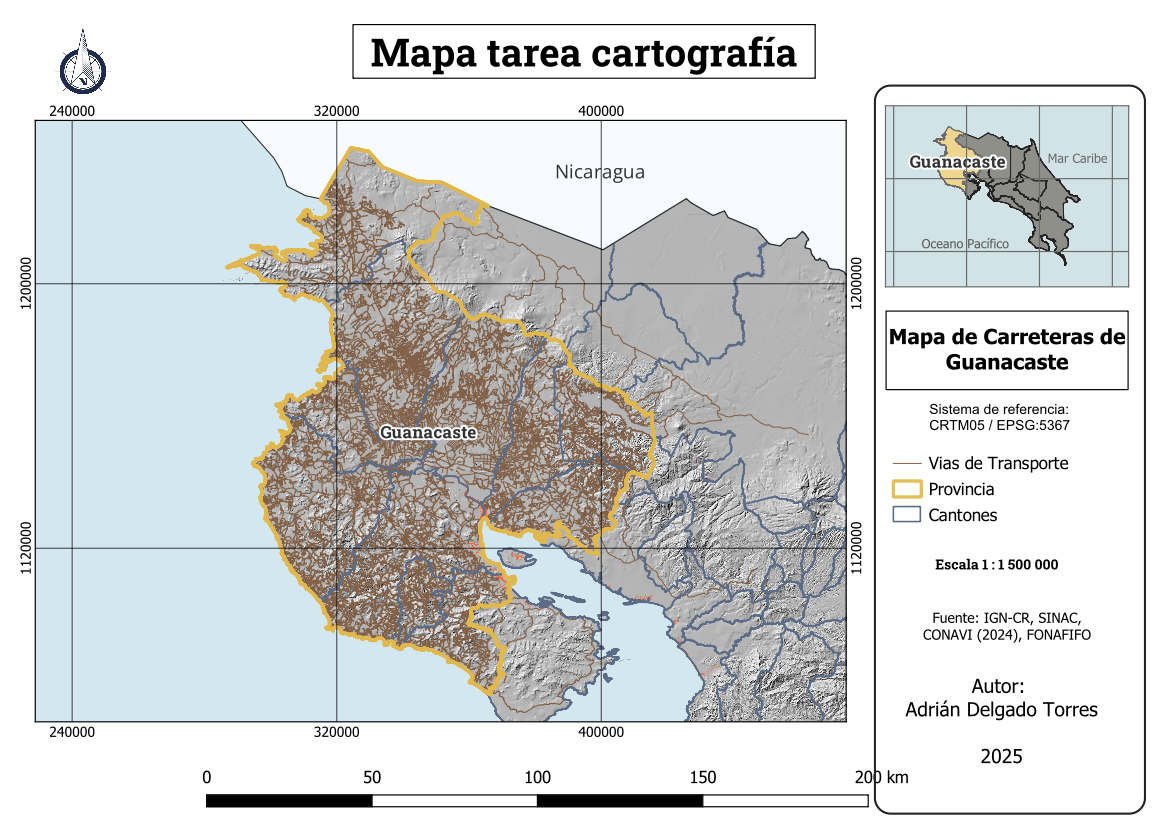 Mapa tarea cartografía
240000
320000
400000
Nicaragua
1200000
1200000
Guanacaste
1120000
1120000
240000
320000
400000
0
50
100
150
200 km
Guanacaste
Mar Caribe
Oceano Pacífico
Mapa de Carreteras de
Guanacaste
Sistema de referencia:
CRTM05 / EPSG:5367
Vias de Transporte
Provincia
Cantones
Escala 1 : 1 500 000
Fuente: IGN-CR, SINAC,
CONAVI (2024), FONAFIFO
Autor:
Adrián Delgado Torres
2025